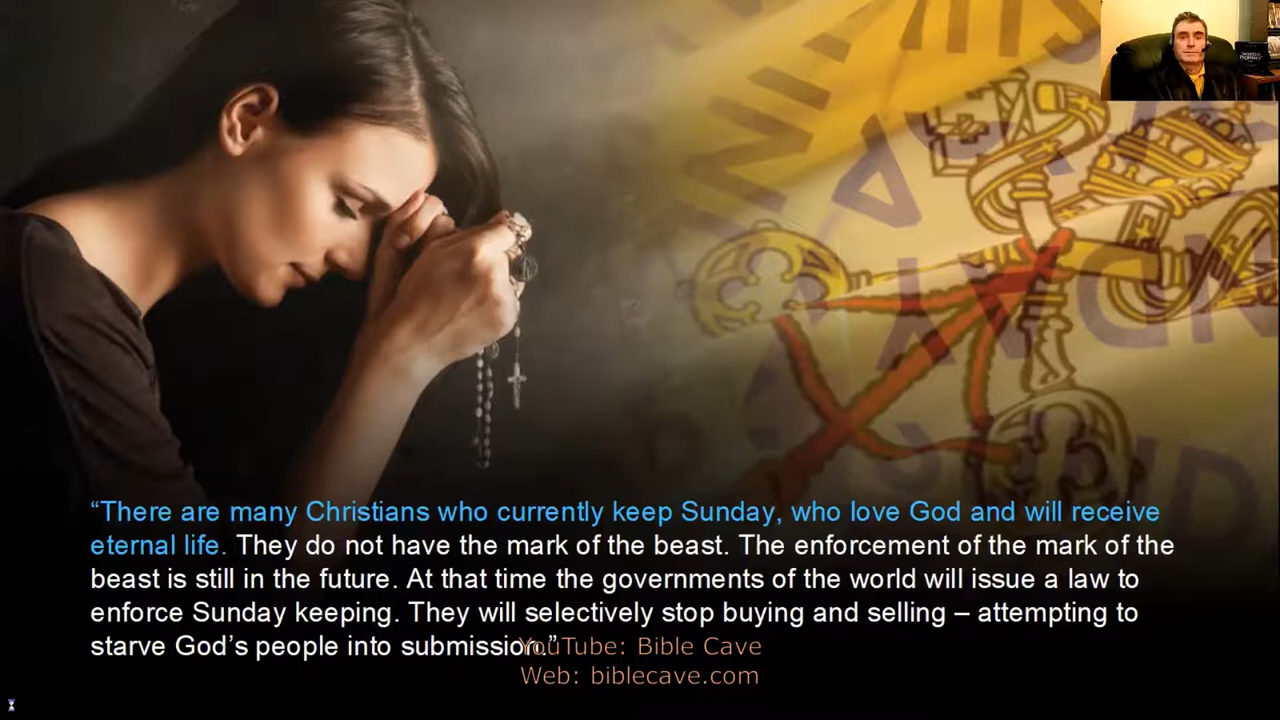 “There are many Christians who currently keep Sunday, who love God and will receive
eternal life. They do not have the mark of the beast. The enforcement of the mark of the
beast is still in the future. At that time the governments of the world will issue a law to
enforce Sunday keeping. They will selectively stop buying and selling – attempting to
starve God’s people into submission.”
YouTube: Bible Cave
Web: biblecave.com